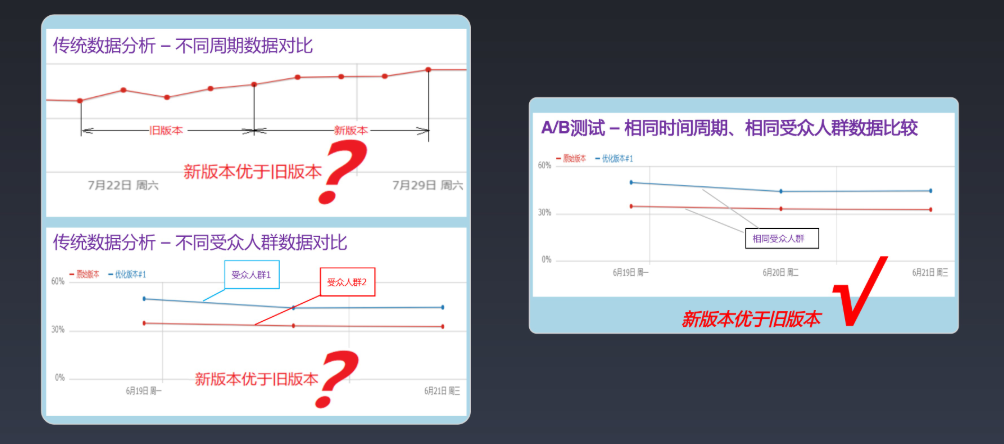 传统数据分析 – 不同周期数据对比
旧版本
新版本
新版本优于旧版本
?
7月22日 周六
7月29日 周六
传统数据分析 – 不同受众人群数据对比
原始版本
优化版本#1
受众人群1
受众人群2
60%
30%
0%
新版本优于旧版本
?
6月19日 周一
6月21日 周三
A/B测试 – 相同时间周期、相同受众人群数据比较
原始版本
优化版本#1
60%
30%
0%
相同受众人群
6月19日 周一
6月20日 周二
6月21日 周三
新版本优于旧版本
√